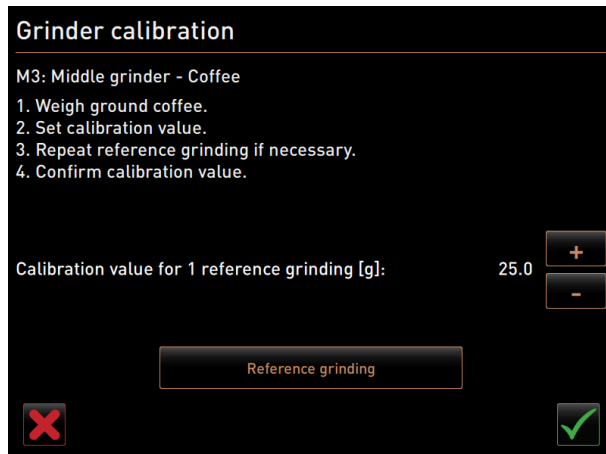 Grinder calibration
M3: Middle grinder - Coffee
1. Weigh ground coffee.
2. Set calibration value.
3. Repeat reference grinding if necessary.
4. Confirm calibration value.
+
Calibration value for 1 reference grinding [g]: 25.0
-
Reference grinding